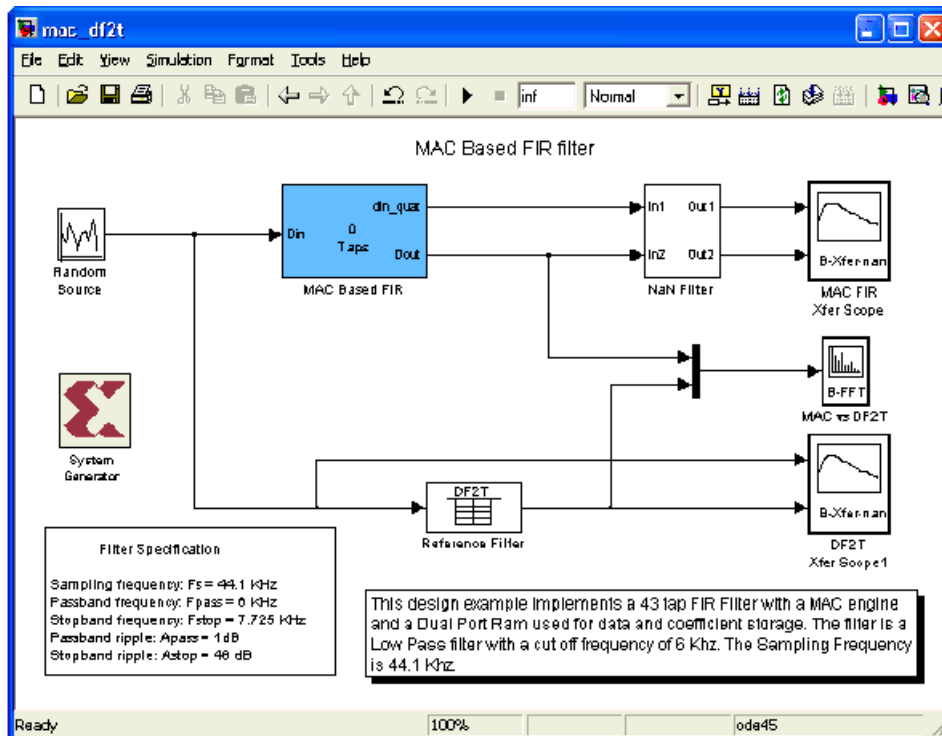 mac_df2t
File Edit View Simulation Format Tools Help
inf Normal
MAC Based FIR filter
Random
Source
Din
0
Taps
din_quat
Dout
MAC Based FIR
In1 Out1
In2 Out2
NaN Filter
B-Xfer-nan
MAC FIR
Xfer Scope
B-FFT
MAC vs DF2T
System
Generator
DF2T
Reference Filter
B-Xfer-nan
DF2T
Xfer Scope1
Filter Specification
Sampling frequency: Fs = 44.1 KHz
Passband frequency: Fpass = 6 KHz
Stopband frequency: Fstop = 7.725 KHz
Passband ripple: Apass = 1dB
Stopband ripple: Astop = 46 dB
This design example implements a 43 tap FIR Filter with a MAC engine
and a Dual Port Ram used for data and coefficient storage. The filter is a
Low Pass filter with a cut off frequency of 6 Khz. The Sampling Frequency
is 44.1 Khz.
Ready 100% ode45